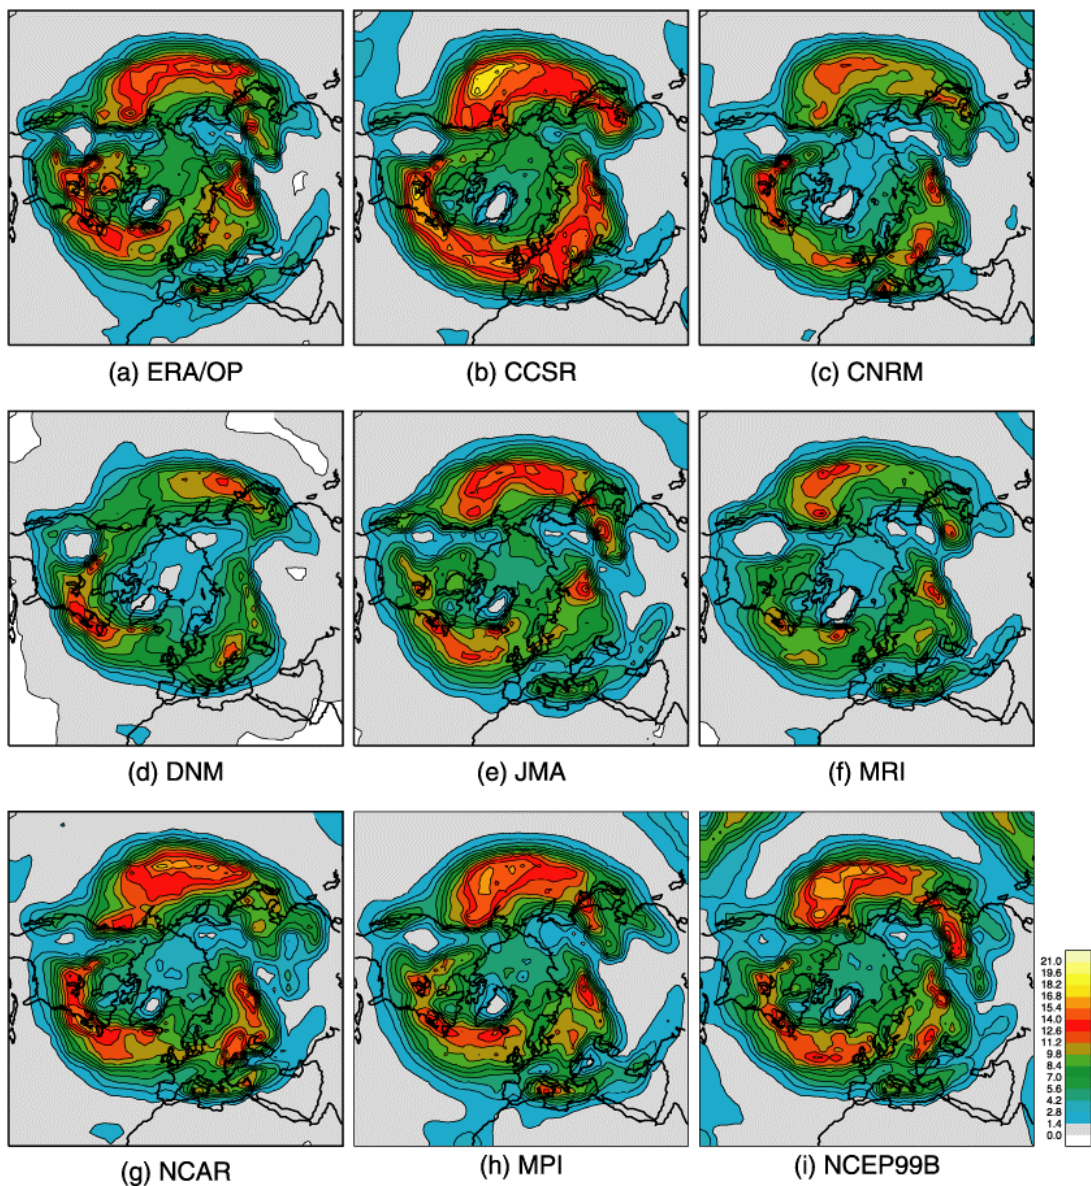 (a) ERA/OP
(b) CCSR
(c) CNRM
(d) DNM
(e) JMA
(f) MRI
(g) NCAR
(h) MPI
(i) NCEP99B
21.0
19.6
18.2
16.8
15.4
14.0
12.6
11.2
9.8
8.4
7.0
5.6
4.2
2.8
1.4
0.0